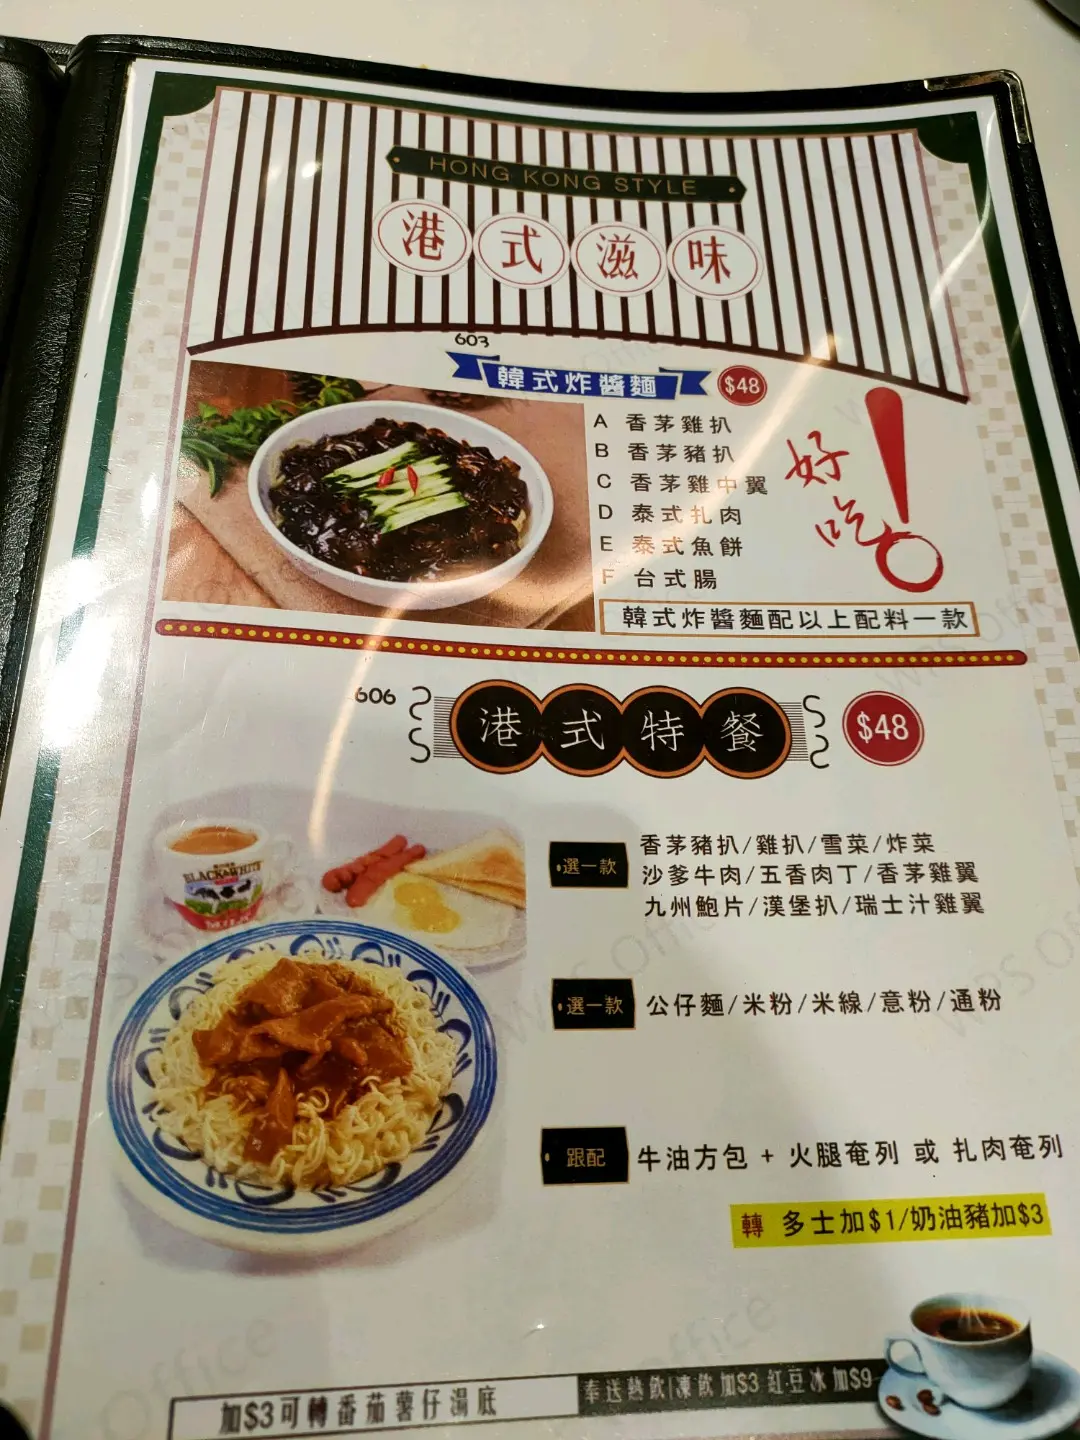 HONG KONG STYLE
港式滋味
603
韓式炸醬麵 $48
A 香茅雞扒
B 香茅豬扒
C 香茅雞中翼
D 泰式扎肉
E 泰式魚餅
F 台式腸
好吃!
韓式炸醬麵配以上配料一款
606
港式特餐 $48
BLACK&WHITE
選一款 香茅豬扒/雞扒/雪菜/炸菜
沙爹牛肉/五香肉丁/香茅雞翼
九州鮑片/漢堡扒/瑞士汁雞翼
選一款 公仔麵/米粉/米線/意粉/通粉
跟配 牛油方包 + 火腿奄列 或 扎肉奄列
轉 多士加$1/奶油豬加$3
加$3可轉番茄薯仔湯底
奉送熱飲|凍飲加$3 紅豆冰加$9
WPS Office